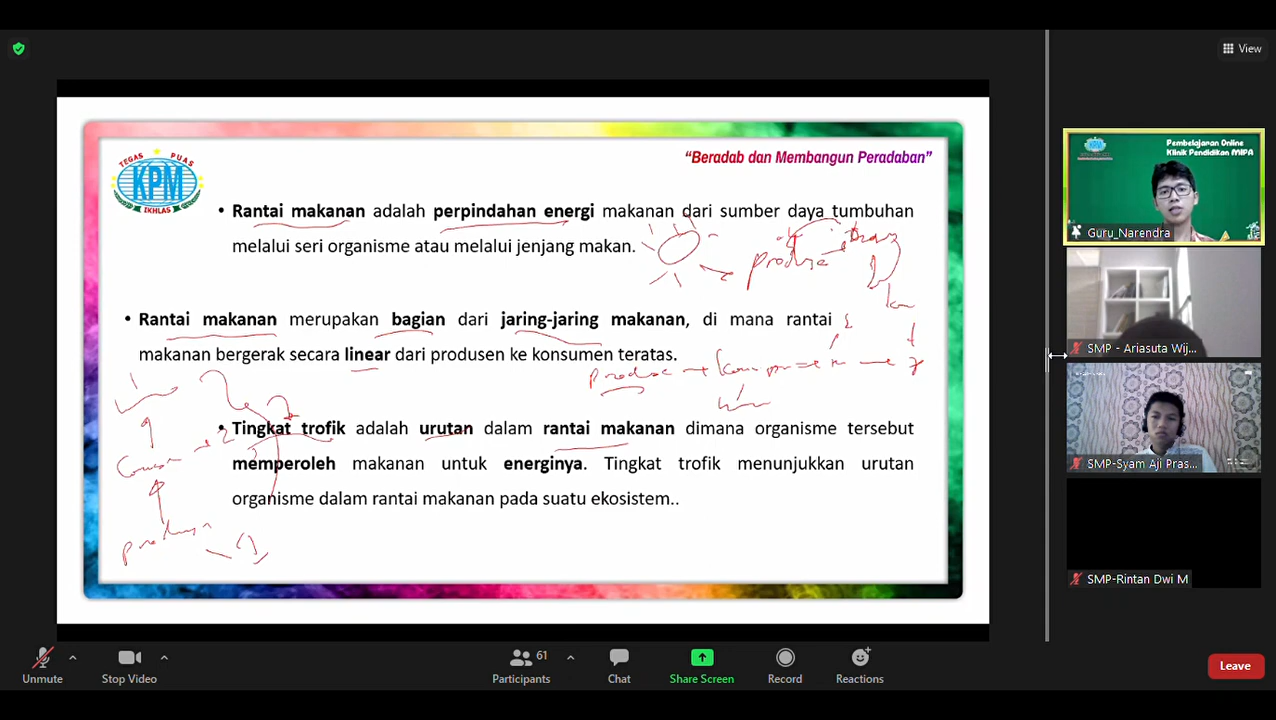 View
"Beradab dan Membangun Peradaban"
TEGAS PUAS
KPM
IKHLAS
• Rantai makanan adalah perpindahan energi makanan dari sumber daya tumbuhan
melalui seri organisme atau melalui jenjang makan.
• Rantai makanan merupakan bagian dari jaring-jaring makanan, di mana rantai
makanan bergerak secara linear dari produsen ke konsumen teratas.
• Tingkat trofik adalah urutan dalam rantai makanan dimana organisme tersebut
memperoleh makanan untuk energinya. Tingkat trofik menunjukkan urutan
organisme dalam rantai makanan pada suatu ekosistem..
Pembelajaran Online
Klinik Pendidikan MIPA
Guru_Narendra
SMP - Ariasuta Wij...
SMP-Syam Aji Pras...
SMP-Rintan Dwi M
Unmute
Stop Video
61
Participants
Chat
Share Screen
Record
Reactions
Leave